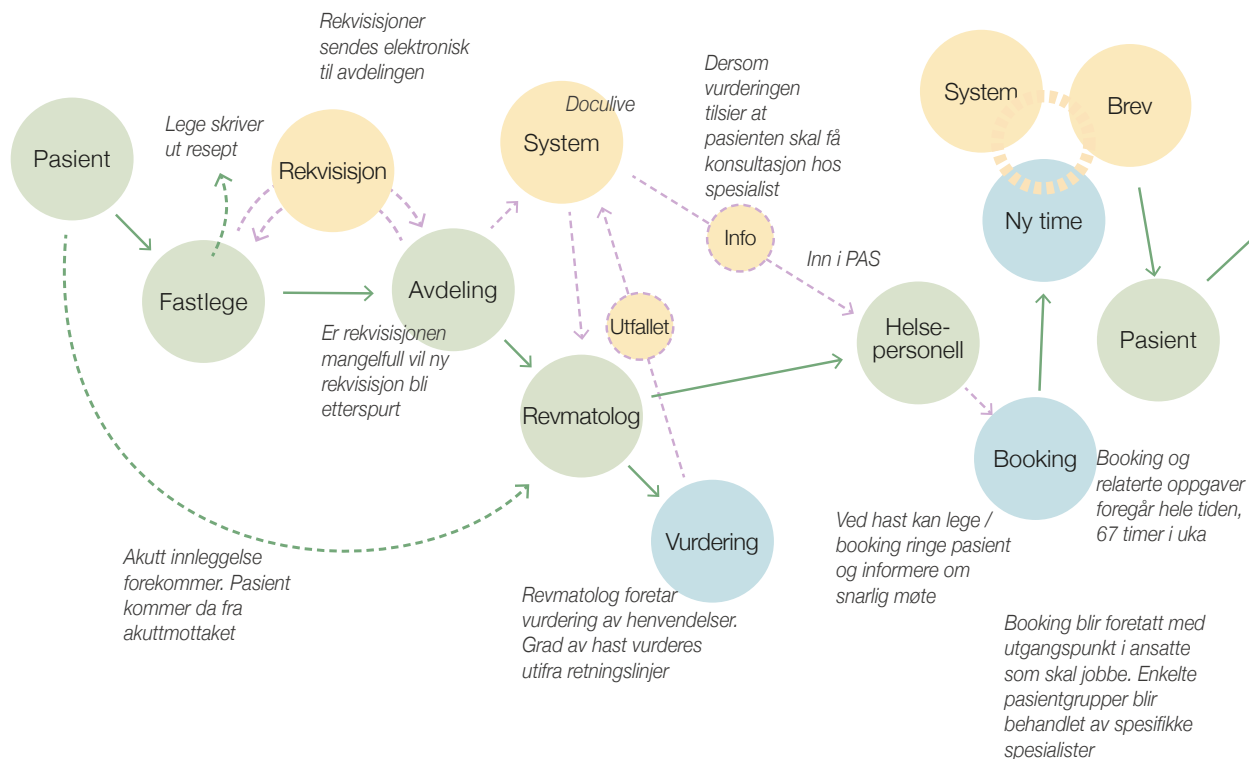 Rekvisisjoner
sendes elektronisk
til avdelingen
Pasient
Lege skriver
ut resept
Rekvisisjon
Fastlege
Avdeling
Er rekvisisjonen
mangelfull vil ny
rekvisisjon bli
etterspurt
Doculive
System
Dersom
vurderingen
tilsier at
pasienten skal få
konsultasjon hos
spesialist
Info
Inn i PAS
Utfallet
Revmatolog
Vurdering
Akutt innleggelse
forekommer. Pasient
kommer da fra
akuttmottaket
Revmatolog foretar
vurdering av henvendelser.
Grad av hast vurderes
utifra retningslinjer
Helse-
personell
Booking
Ved hast kan lege /
booking ringe pasient
og informere om
snarlig møte
Booking og
relaterte oppgaver
foregår hele tiden,
67 timer i uka
Booking blir foretatt med
utgangspunkt i ansatte
som skal jobbe. Enkelte
pasientgrupper blir
behandlet av spesifikke
spesialister
System
Brev
Ny time
Pasient